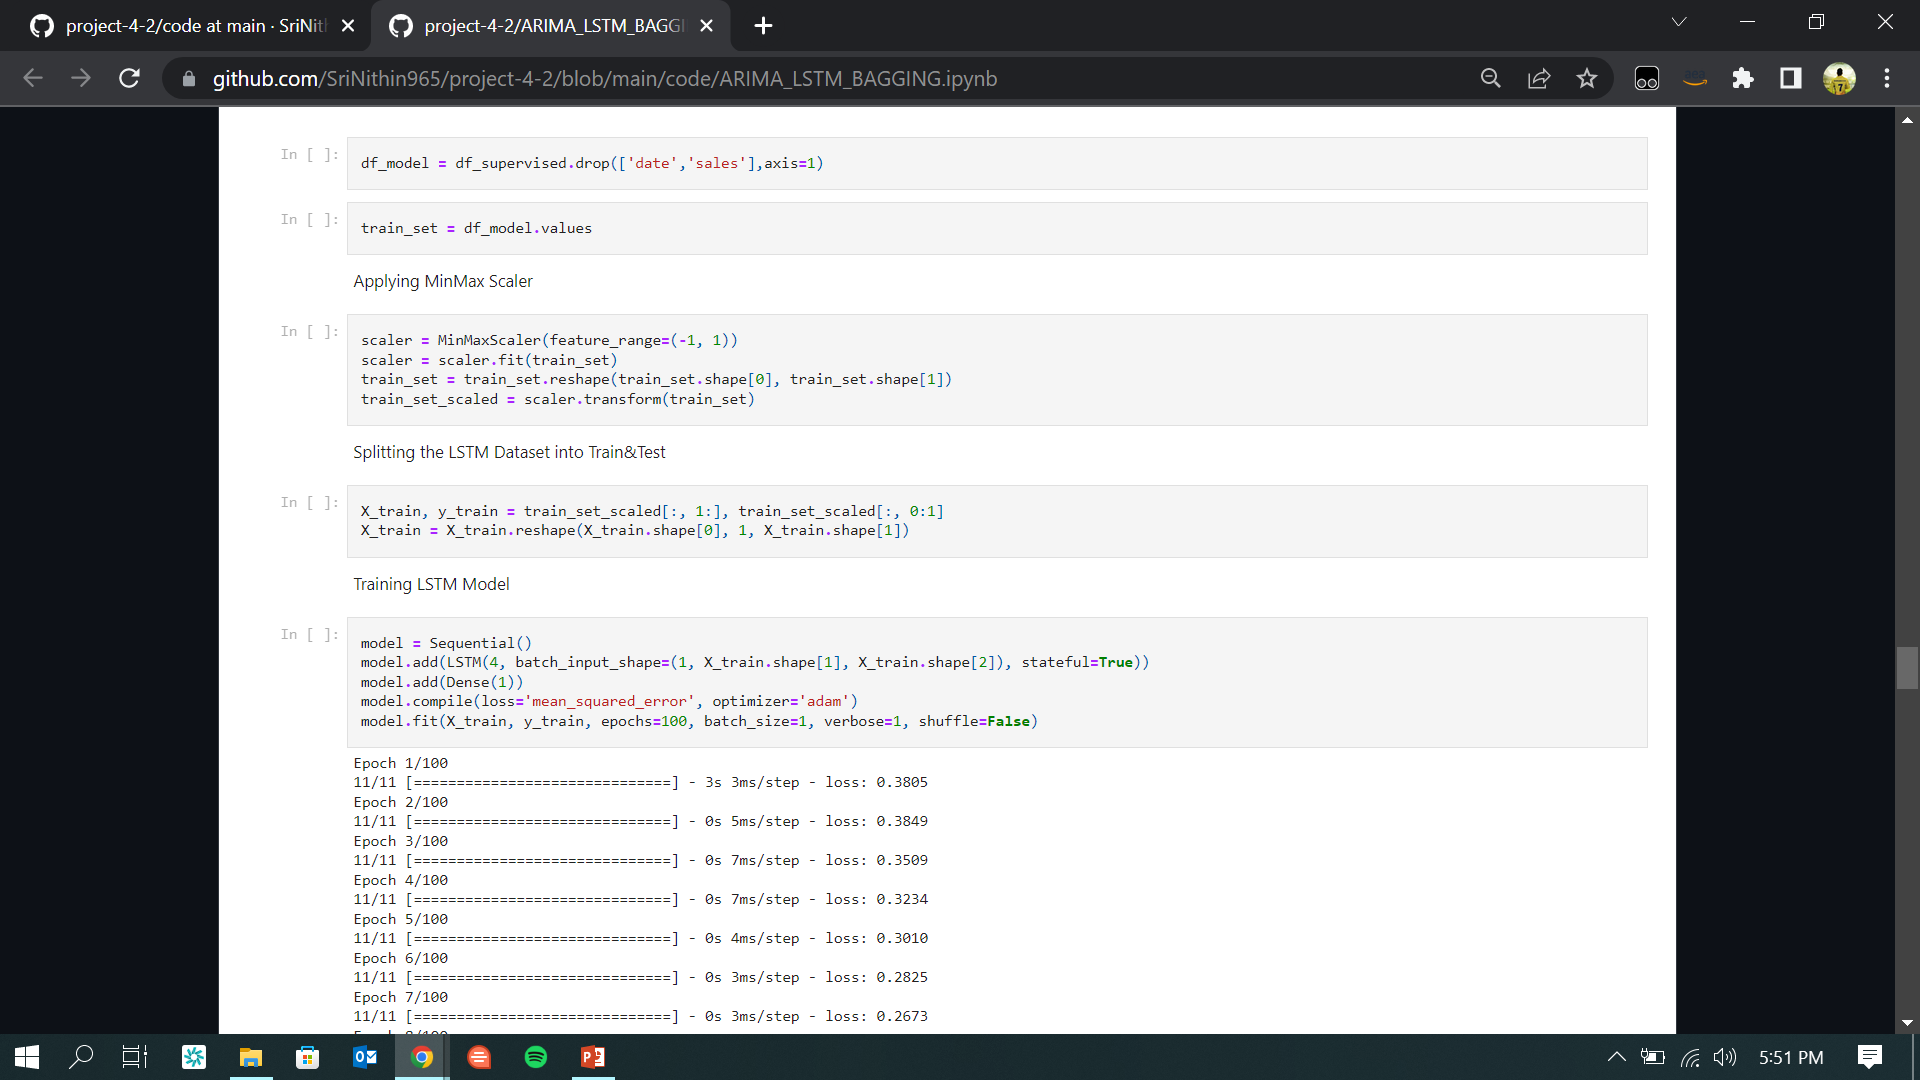 project-4-2/code at main · SriNith
project-4-2/ARIMA_LSTM_BAGGI
github.com/SriNithin965/project-4-2/blob/main/code/ARIMA_LSTM_BAGGING.ipynb
In [ ]:
df_model = df_supervised.drop(['date','sales'],axis=1)
In [ ]:
train_set = df_model.values
Applying MinMax Scaler
In [ ]:
scaler = MinMaxScaler(feature_range=(-1, 1))
scaler = scaler.fit(train_set)
train_set = train_set.reshape(train_set.shape[0], train_set.shape[1])
train_set_scaled = scaler.transform(train_set)
Splitting the LSTM Dataset into Train&Test
In [ ]:
X_train, y_train = train_set_scaled[:, 1:], train_set_scaled[:, 0:1]
X_train = X_train.reshape(X_train.shape[0], 1, X_train.shape[1])
Training LSTM Model
In [ ]:
model = Sequential()
model.add(LSTM(4, batch_input_shape=(1, X_train.shape[1], X_train.shape[2]), stateful=True))
model.add(Dense(1))
model.compile(loss='mean_squared_error', optimizer='adam')
model.fit(X_train, y_train, epochs=100, batch_size=1, verbose=1, shuffle=False)
Epoch 1/100
11/11 [==============================] - 3s 3ms/step - loss: 0.3805
Epoch 2/100
11/11 [==============================] - 0s 5ms/step - loss: 0.3849
Epoch 3/100
11/11 [==============================] - 0s 7ms/step - loss: 0.3509
Epoch 4/100
11/11 [==============================] - 0s 7ms/step - loss: 0.3234
Epoch 5/100
11/11 [==============================] - 0s 4ms/step - loss: 0.3010
Epoch 6/100
11/11 [==============================] - 0s 3ms/step - loss: 0.2825
Epoch 7/100
11/11 [==============================] - 0s 3ms/step - loss: 0.2673
5:51 PM